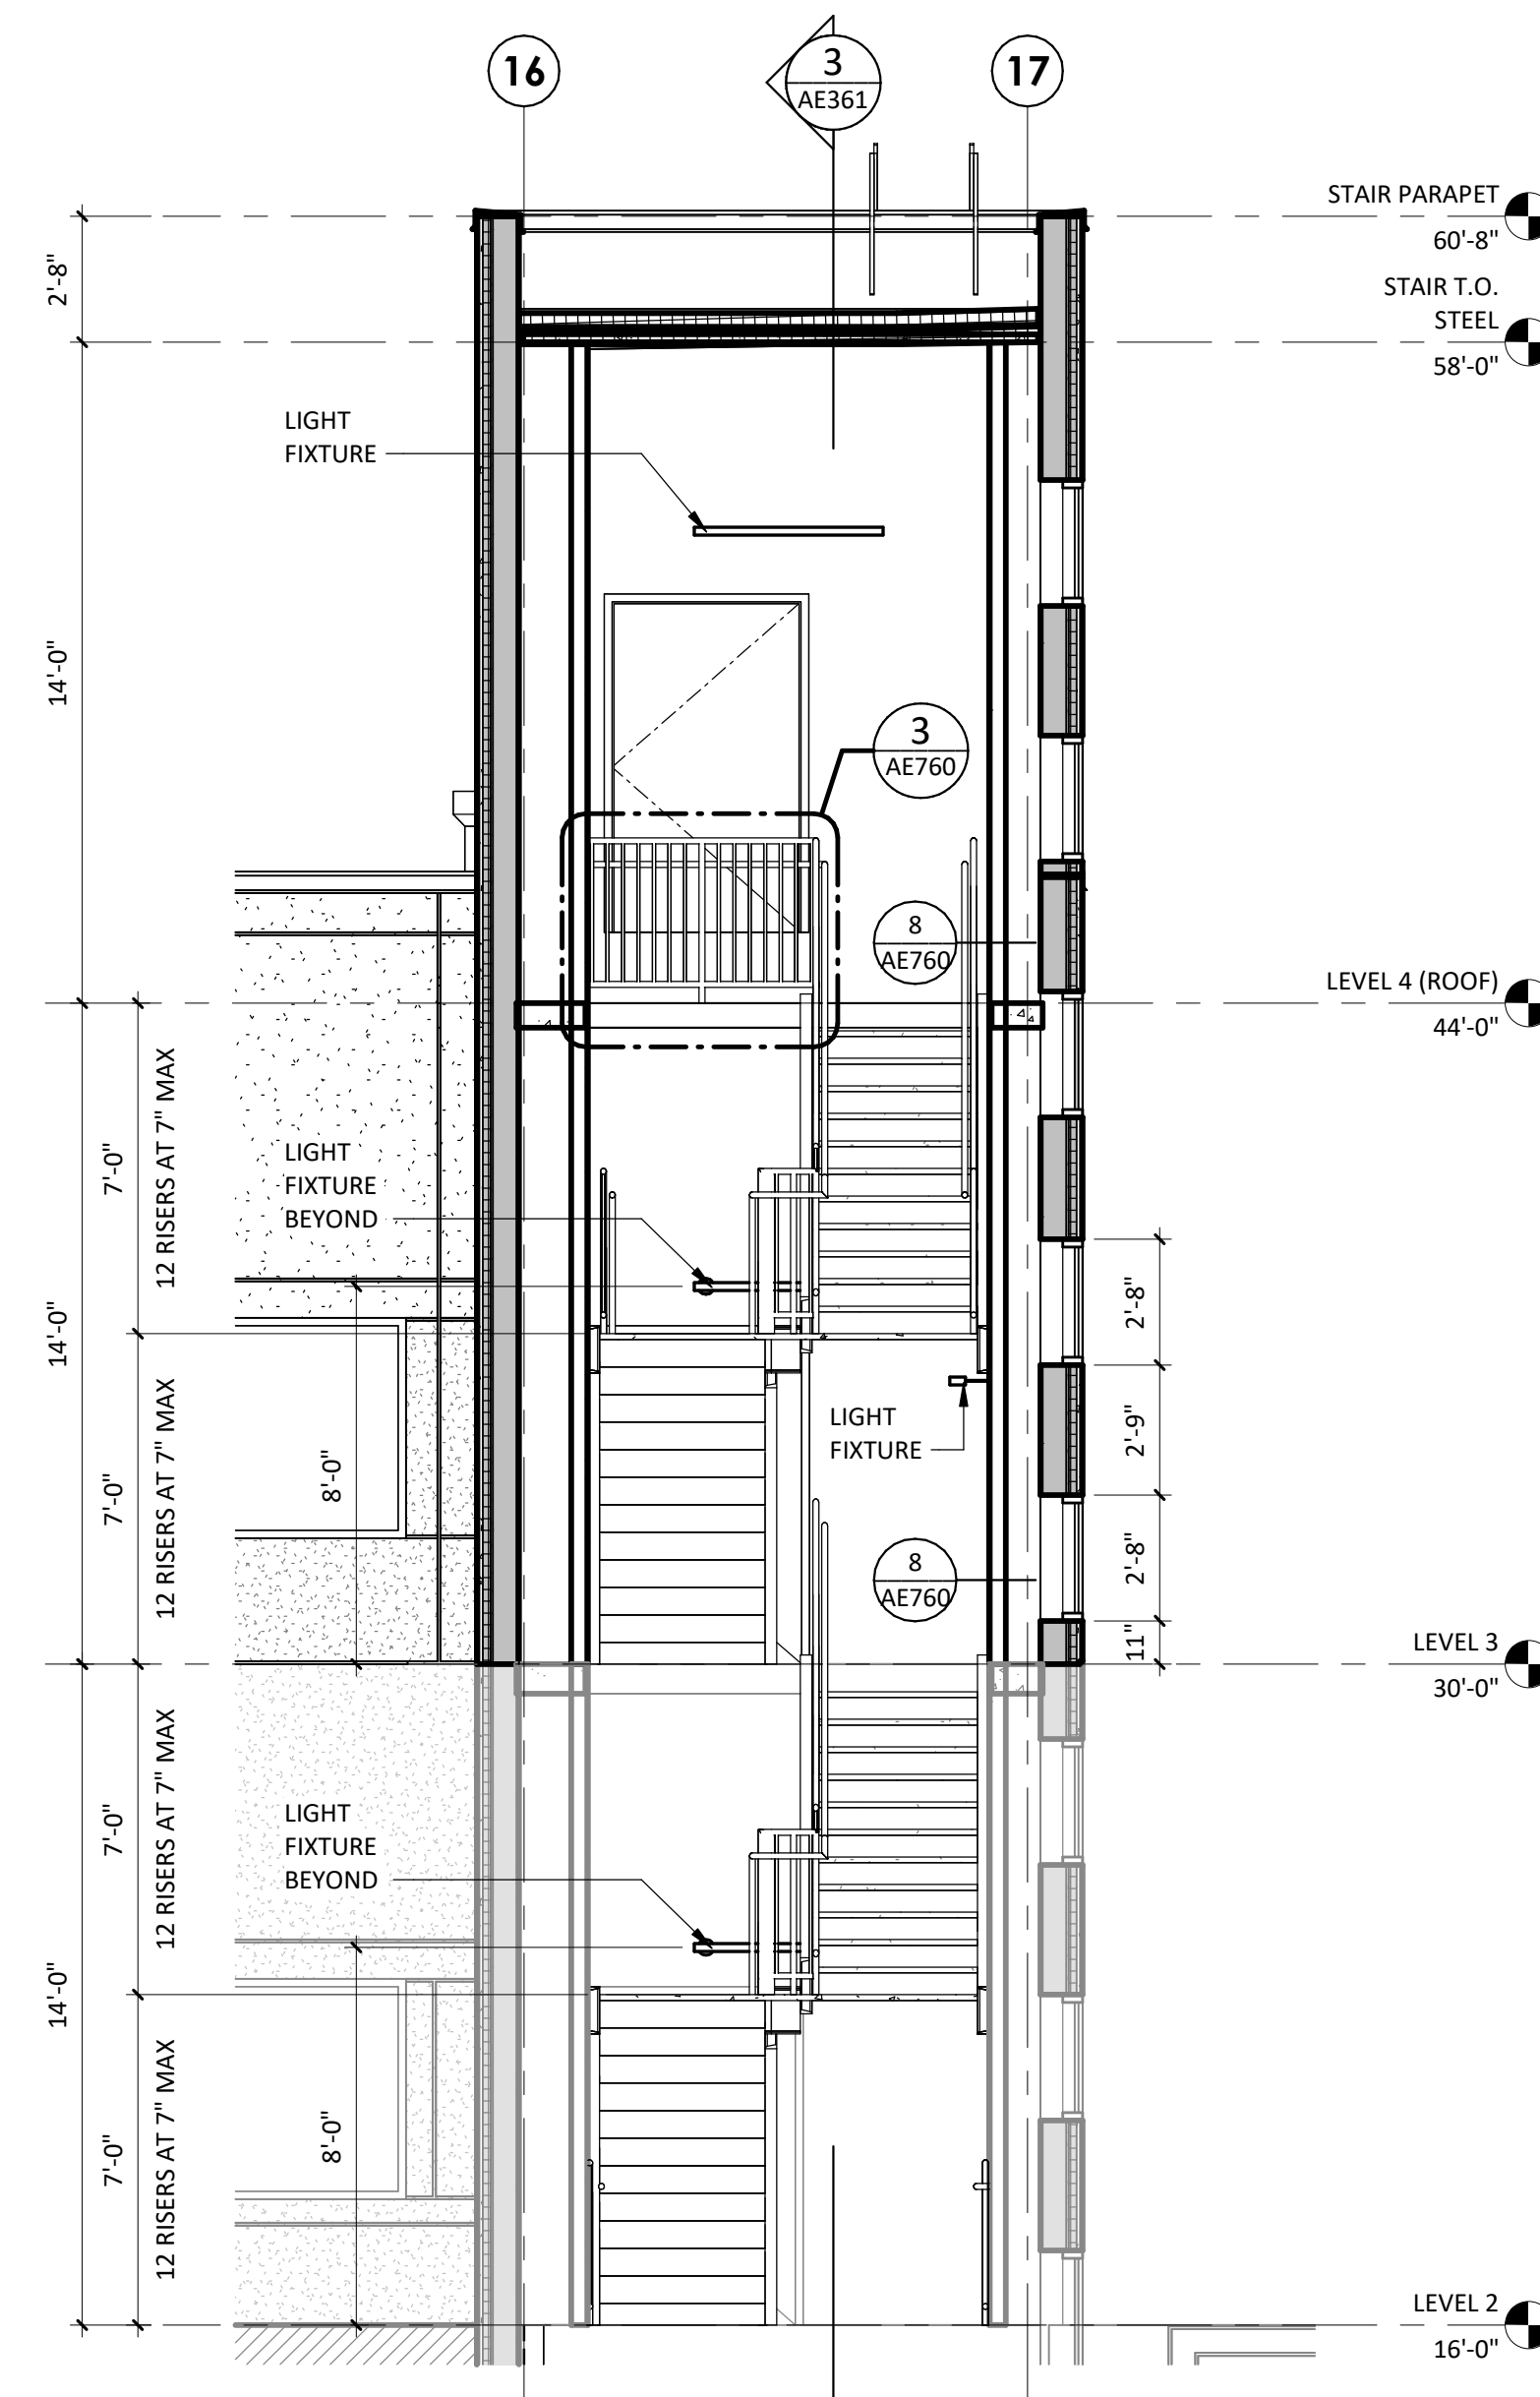 16
3
AE361
17
STAIR PARAPET
60'-8"
STAIR T.O.
STEEL
58'-0"
2'-8"
LIGHT
FIXTURE
14'-0"
3
AE760
8
AE760
LEVEL 4 (ROOF)
44'-0"
12 RISERS AT 7" MAX
7'-0"
LIGHT
FIXTURE
BEYOND
14'-0"
2'-8"
12 RISERS AT 7" MAX
7'-0"
8'-0"
LIGHT
FIXTURE
2'-9"
2'-8"
8
AE760
11"
LEVEL 3
30'-0"
12 RISERS AT 7" MAX
7'-0"
LIGHT
FIXTURE
BEYOND
14'-0"
12 RISERS AT 7" MAX
7'-0"
8'-0"
LEVEL 2
16'-0"